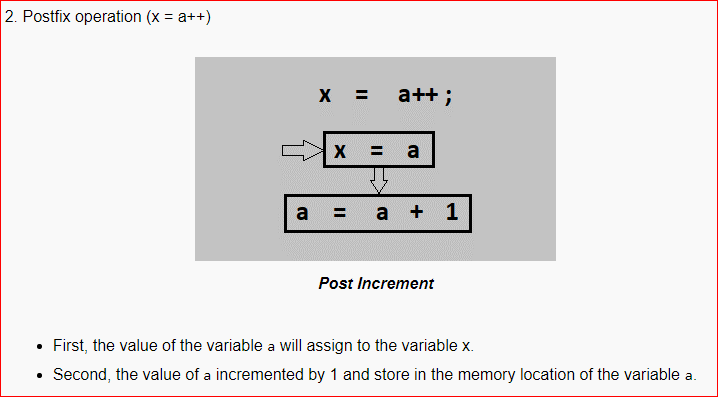 2. Postfix operation (x = a++)
x = a++;
x = a
a = a + 1
Post Increment
• First, the value of the variable a will assign to the variable x.
• Second, the value of a incremented by 1 and store in the memory location of the variable a.